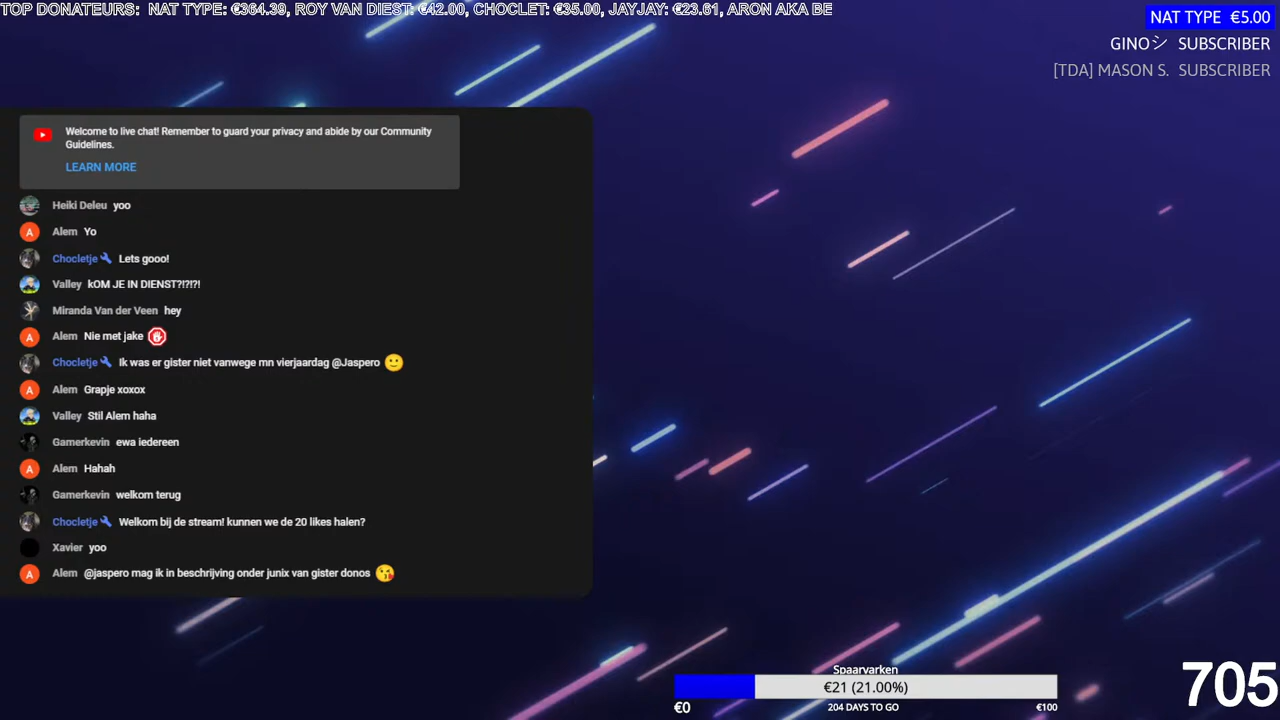 TOP DONATEURS: NAT TYPE: €364.39, ROY VAN DIEST: €42.00, CHOCLET: €35.00, JAYJAY: €23.61, ARON AKA BE
NAT TYPE €5.00
GINOシ SUBSCRIBER
[TDA] MASON S. SUBSCRIBER
Welcome to live chat! Remember to guard your privacy and abide by our Community
Guidelines.
LEARN MORE
Heiki Deleu yoo
A Alem Yo
Chocletje Lets gooo!
Valley kOM JE IN DIENST?!?!?!
Miranda Van der Veen hey
A Alem Nie met jake
Chocletje Ik was er gister niet vanwege mn vierjaardag @Jaspero 🙂
A Alem Grapje xoxox
Valley Stil Alem haha
Gamerkevin ewa iedereen
A Alem Hahah
Gamerkevin welkom terug
Chocletje Welkom bij de stream! kunnen we de 20 likes halen?
Xavier yoo
A Alem @jaspero mag ik in beschrijving onder junix van gister donos 😘
Spaarvarken
€21 (21.00%)
€0 204 DAYS TO GO €100
705